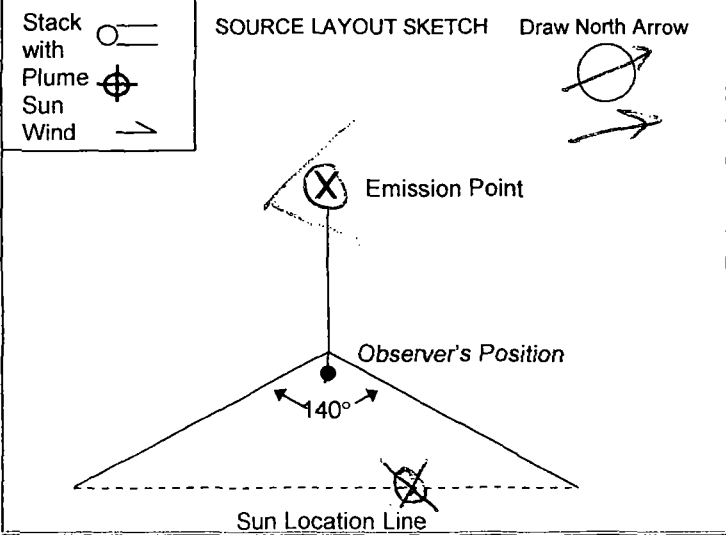 Stack
with
Plume
Sun
Wind
SOURCE LAYOUT SKETCH
Draw North Arrow
X Emission Point
Observer's Position
140°
Sun Location Line